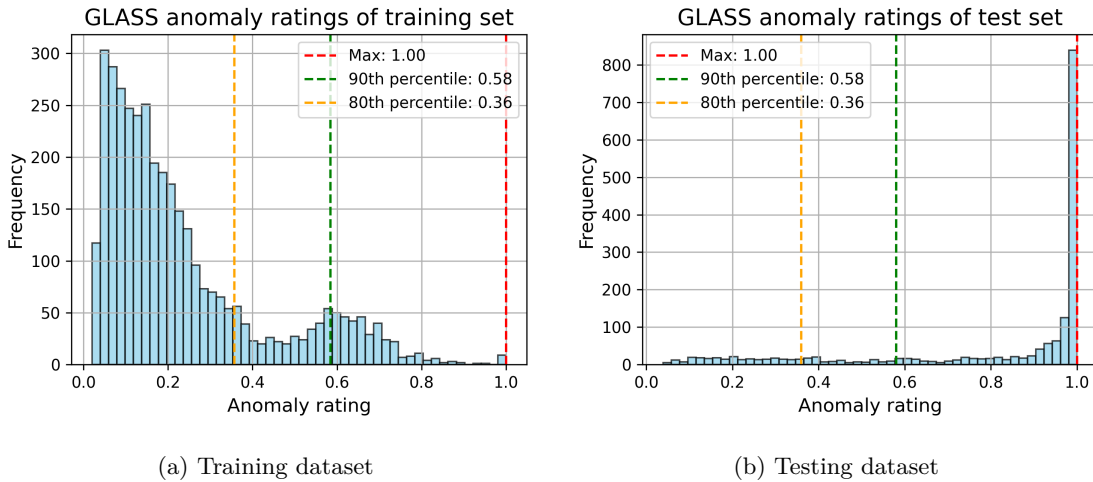 GLASS anomaly ratings of training set
Max: 1.00
90th percentile: 0.58
80th percentile: 0.36
300
250
200
150
100
50
0
Frequency
0.0 0.2 0.4 0.6 0.8 1.0
Anomaly rating
(a) Training dataset
GLASS anomaly ratings of test set
Max: 1.00
90th percentile: 0.58
80th percentile: 0.36
800
700
600
500
400
300
200
100
0
Frequency
0.0 0.2 0.4 0.6 0.8 1.0
Anomaly rating
(b) Testing dataset